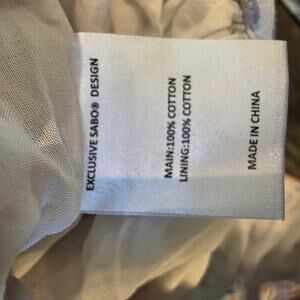 EXCLUSIVE SABO® DESIGN
MAIN:100% COTTON
LINING:100% COTTON
MADE IN CHINA